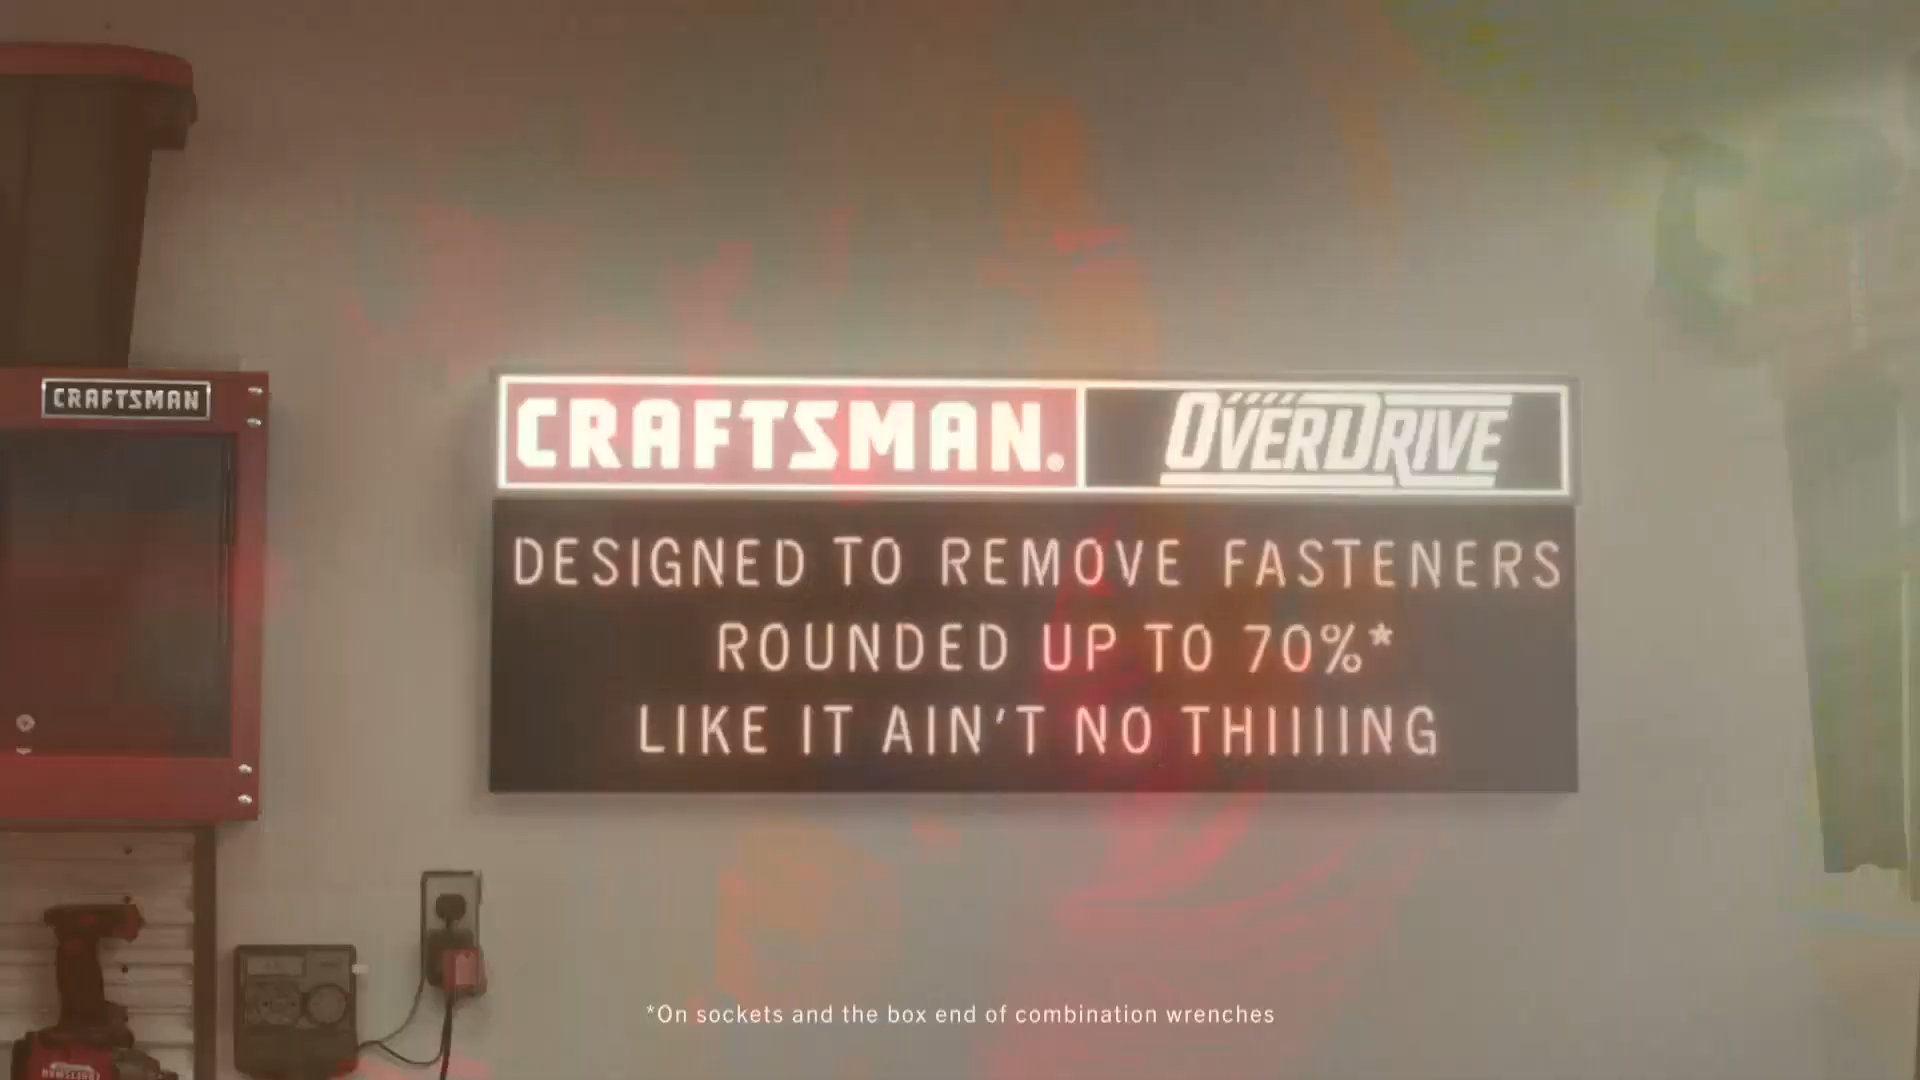 CRAFTSMAN
CRAFTSMAN.
OVERDRIVE
DESIGNED TO REMOVE FASTENERS
ROUNDED UP TO 70%*
LIKE IT AIN'T NO THIIIING
*On sockets and the box end of combination wrenches